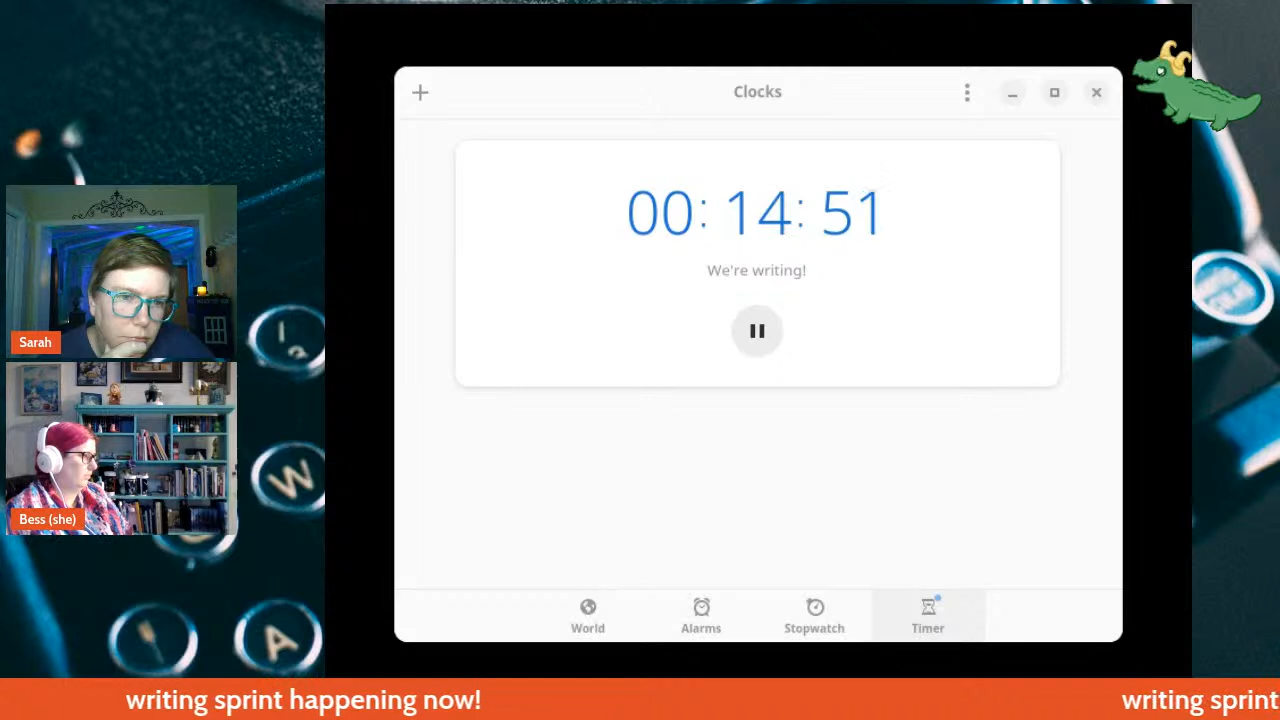 Clocks
00: 14: 51
We're writing!
Sarah
Bess (she)
I
W
A
World
Alarms
Stopwatch
Timer
writing sprint happening now!
writing sprint